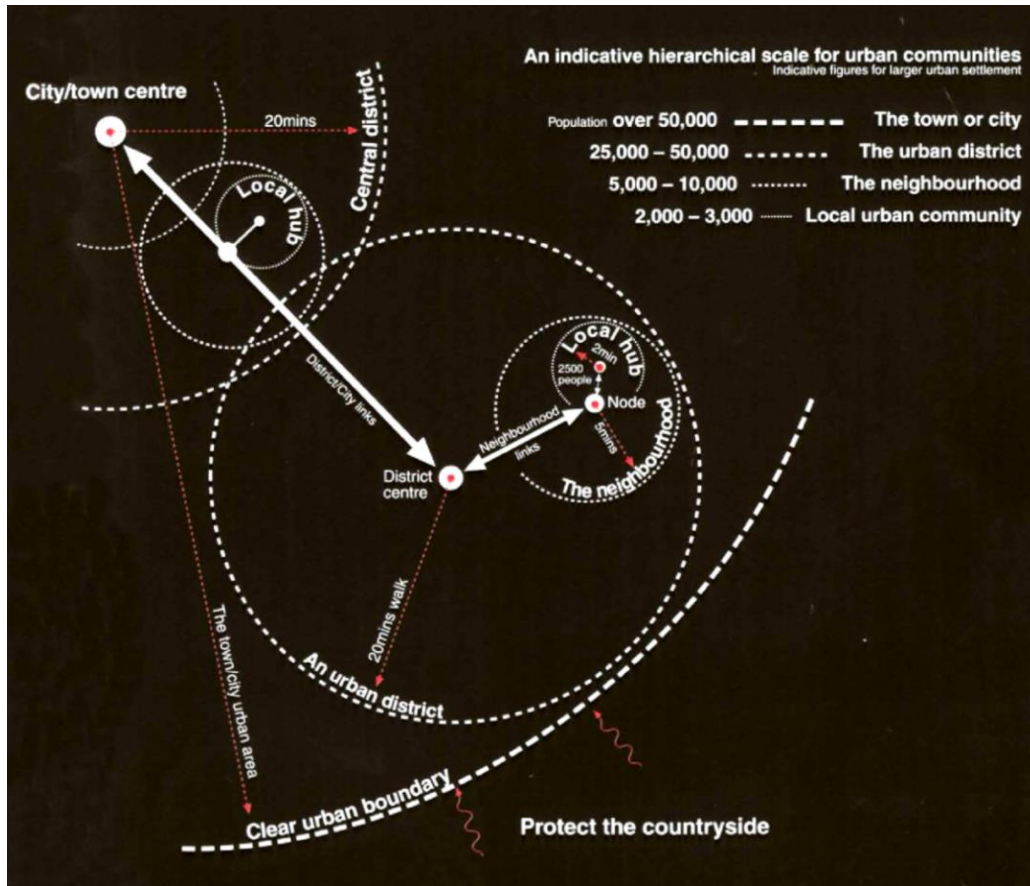 An indicative hierarchical scale for urban communities
Indicative figures for larger urban settlement
Population over 50,000 The town or city
25,000 – 50,000 The urban district
5,000 – 10,000 The neighbourhood
2,000 – 3,000 Local urban community
City/town centre
20mins
Central district
Local hub
District/City links
Local hub
2min
2500
people
Node
5mins
The neighbourhood
Neighbourhood
links
District
centre
20mins walk
An urban district
The town/city urban area
Clear urban boundary
Protect the countryside